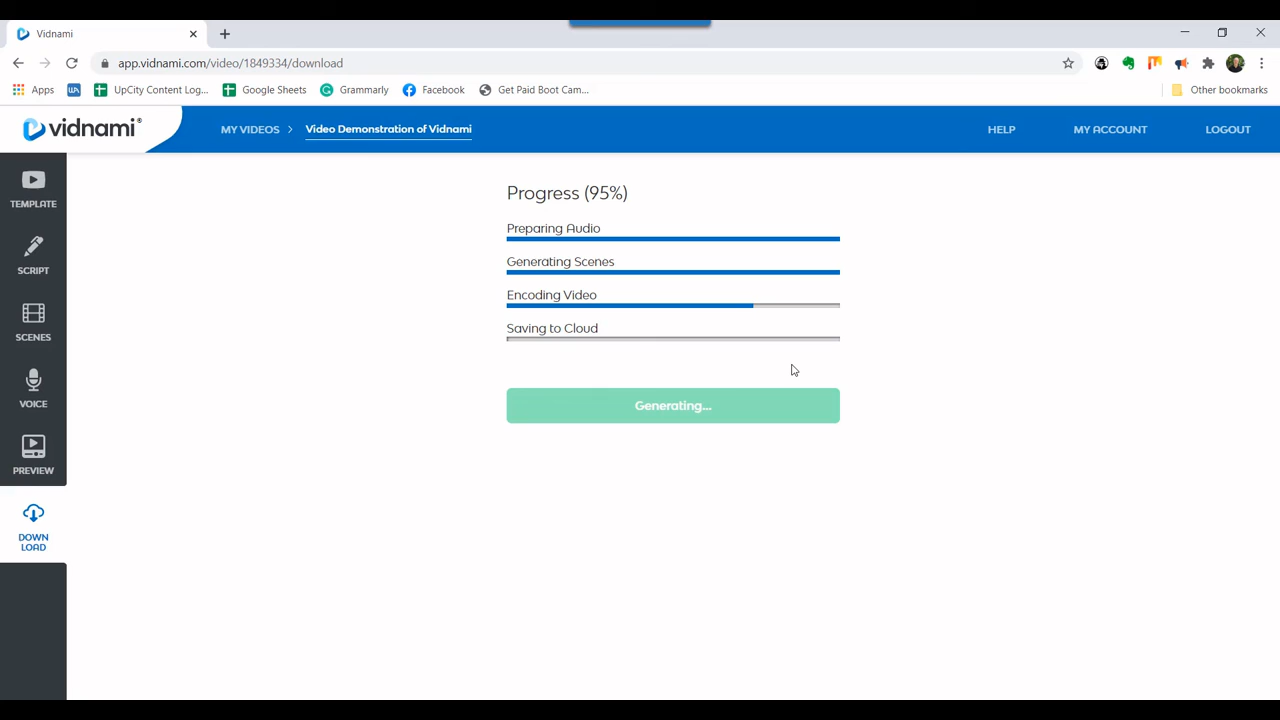 Vidnami
app.vidnami.com/video/1849334/download
Apps
UpCity Content Log...
Google Sheets
Grammarly
Facebook
Get Paid Boot Cam...
Other bookmarks
vidnami®
MY VIDEOS > Video Demonstration of Vidnami
HELP
MY ACCOUNT
LOGOUT
TEMPLATE
SCRIPT
SCENES
VOICE
PREVIEW
DOWN
LOAD
Progress (95%)
Preparing Audio
Generating Scenes
Encoding Video
Saving to Cloud
Generating...